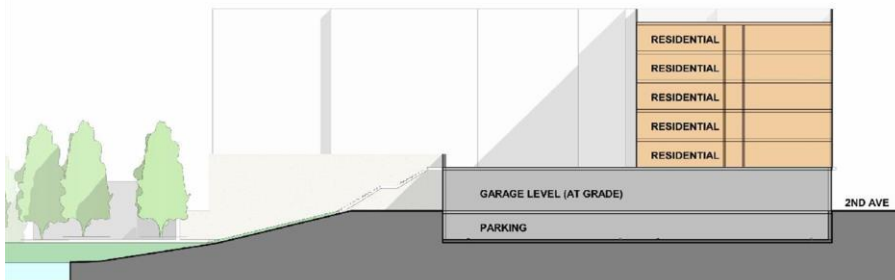 RESIDENTIAL
RESIDENTIAL
RESIDENTIAL
RESIDENTIAL
RESIDENTIAL
GARAGE LEVEL (AT GRADE)
2ND AVE
PARKING